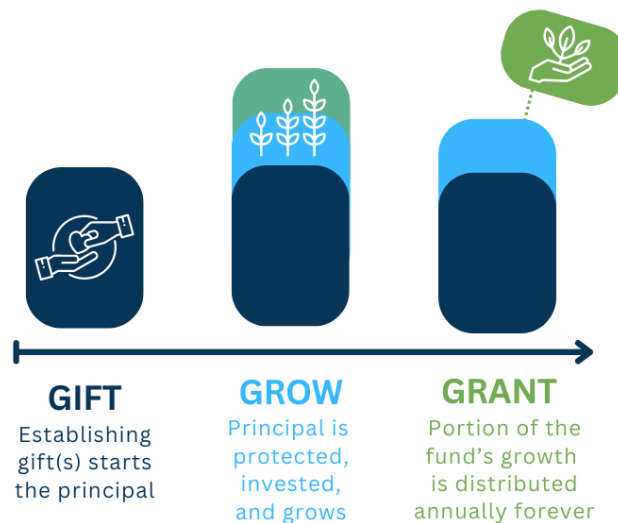 GIFT
Establishing
gift(s) starts
the principal
GROW
Principal is
protected,
invested,
and grows
GRANT
Portion of the
fund’s growth
is distributed
annually forever